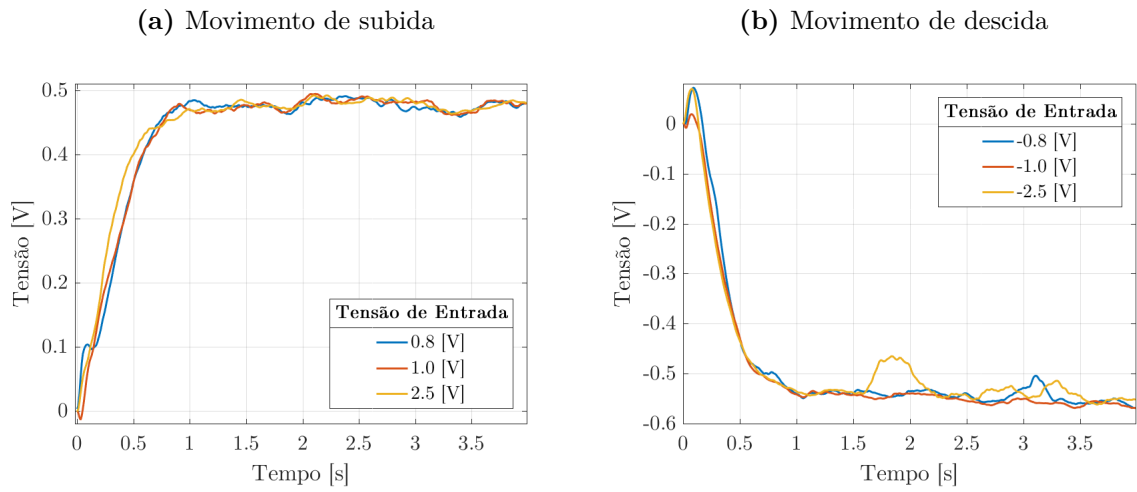 (a) Movimento de subida
0.5
0.4
0.3
0.2
0.1
0
Tensão [V]
Tensão de Entrada
0.8 [V]
1.0 [V]
2.5 [V]
0 0.5 1 1.5 2 2.5 3 3.5
Tempo [s]
(b) Movimento de descida
0
-0.1
-0.2
-0.3
-0.4
-0.5
-0.6
Tensão [V]
Tensão de Entrada
-0.8 [V]
-1.0 [V]
-2.5 [V]
0 0.5 1 1.5 2 2.5 3 3.5
Tempo [s]